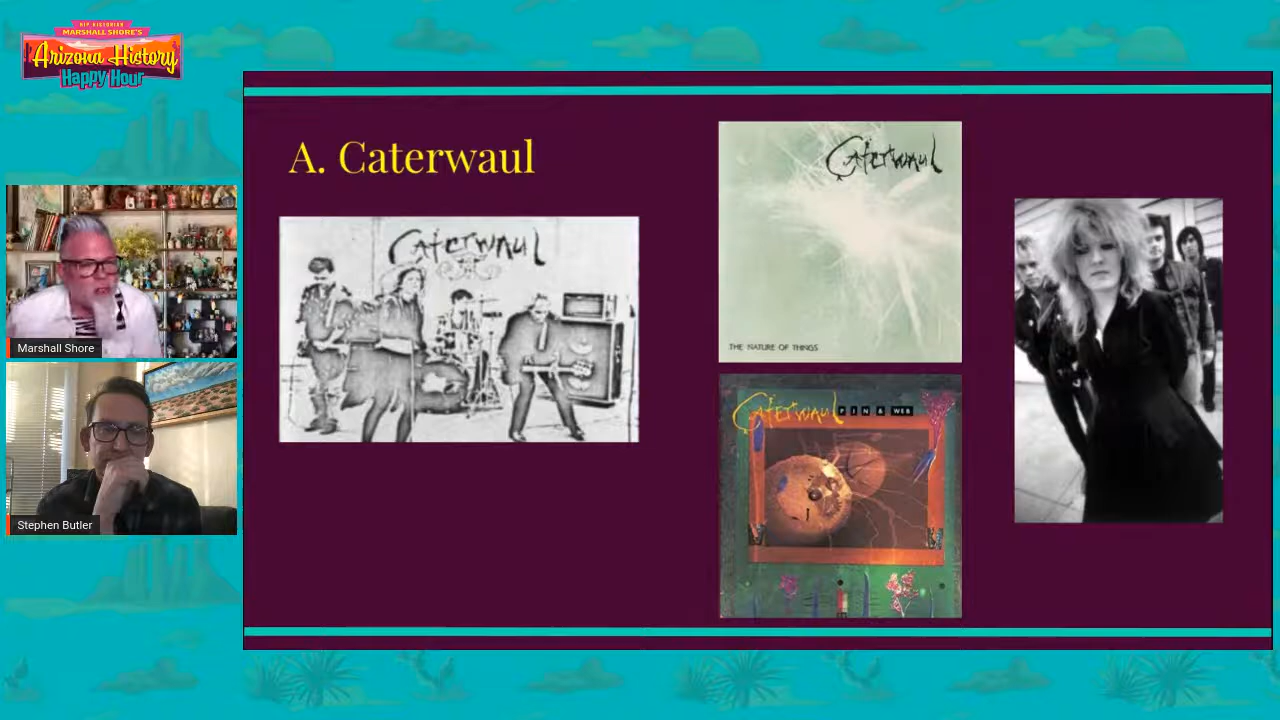 HIP HISTORIAN
MARSHALL SHORE'S
Arizona History
Happy Hour
A. Caterwaul
Caterwaul
Caterwaul
THE NATURE OF THINGS
Caterwaul PIN & WEB
Marshall Shore
Stephen Butler